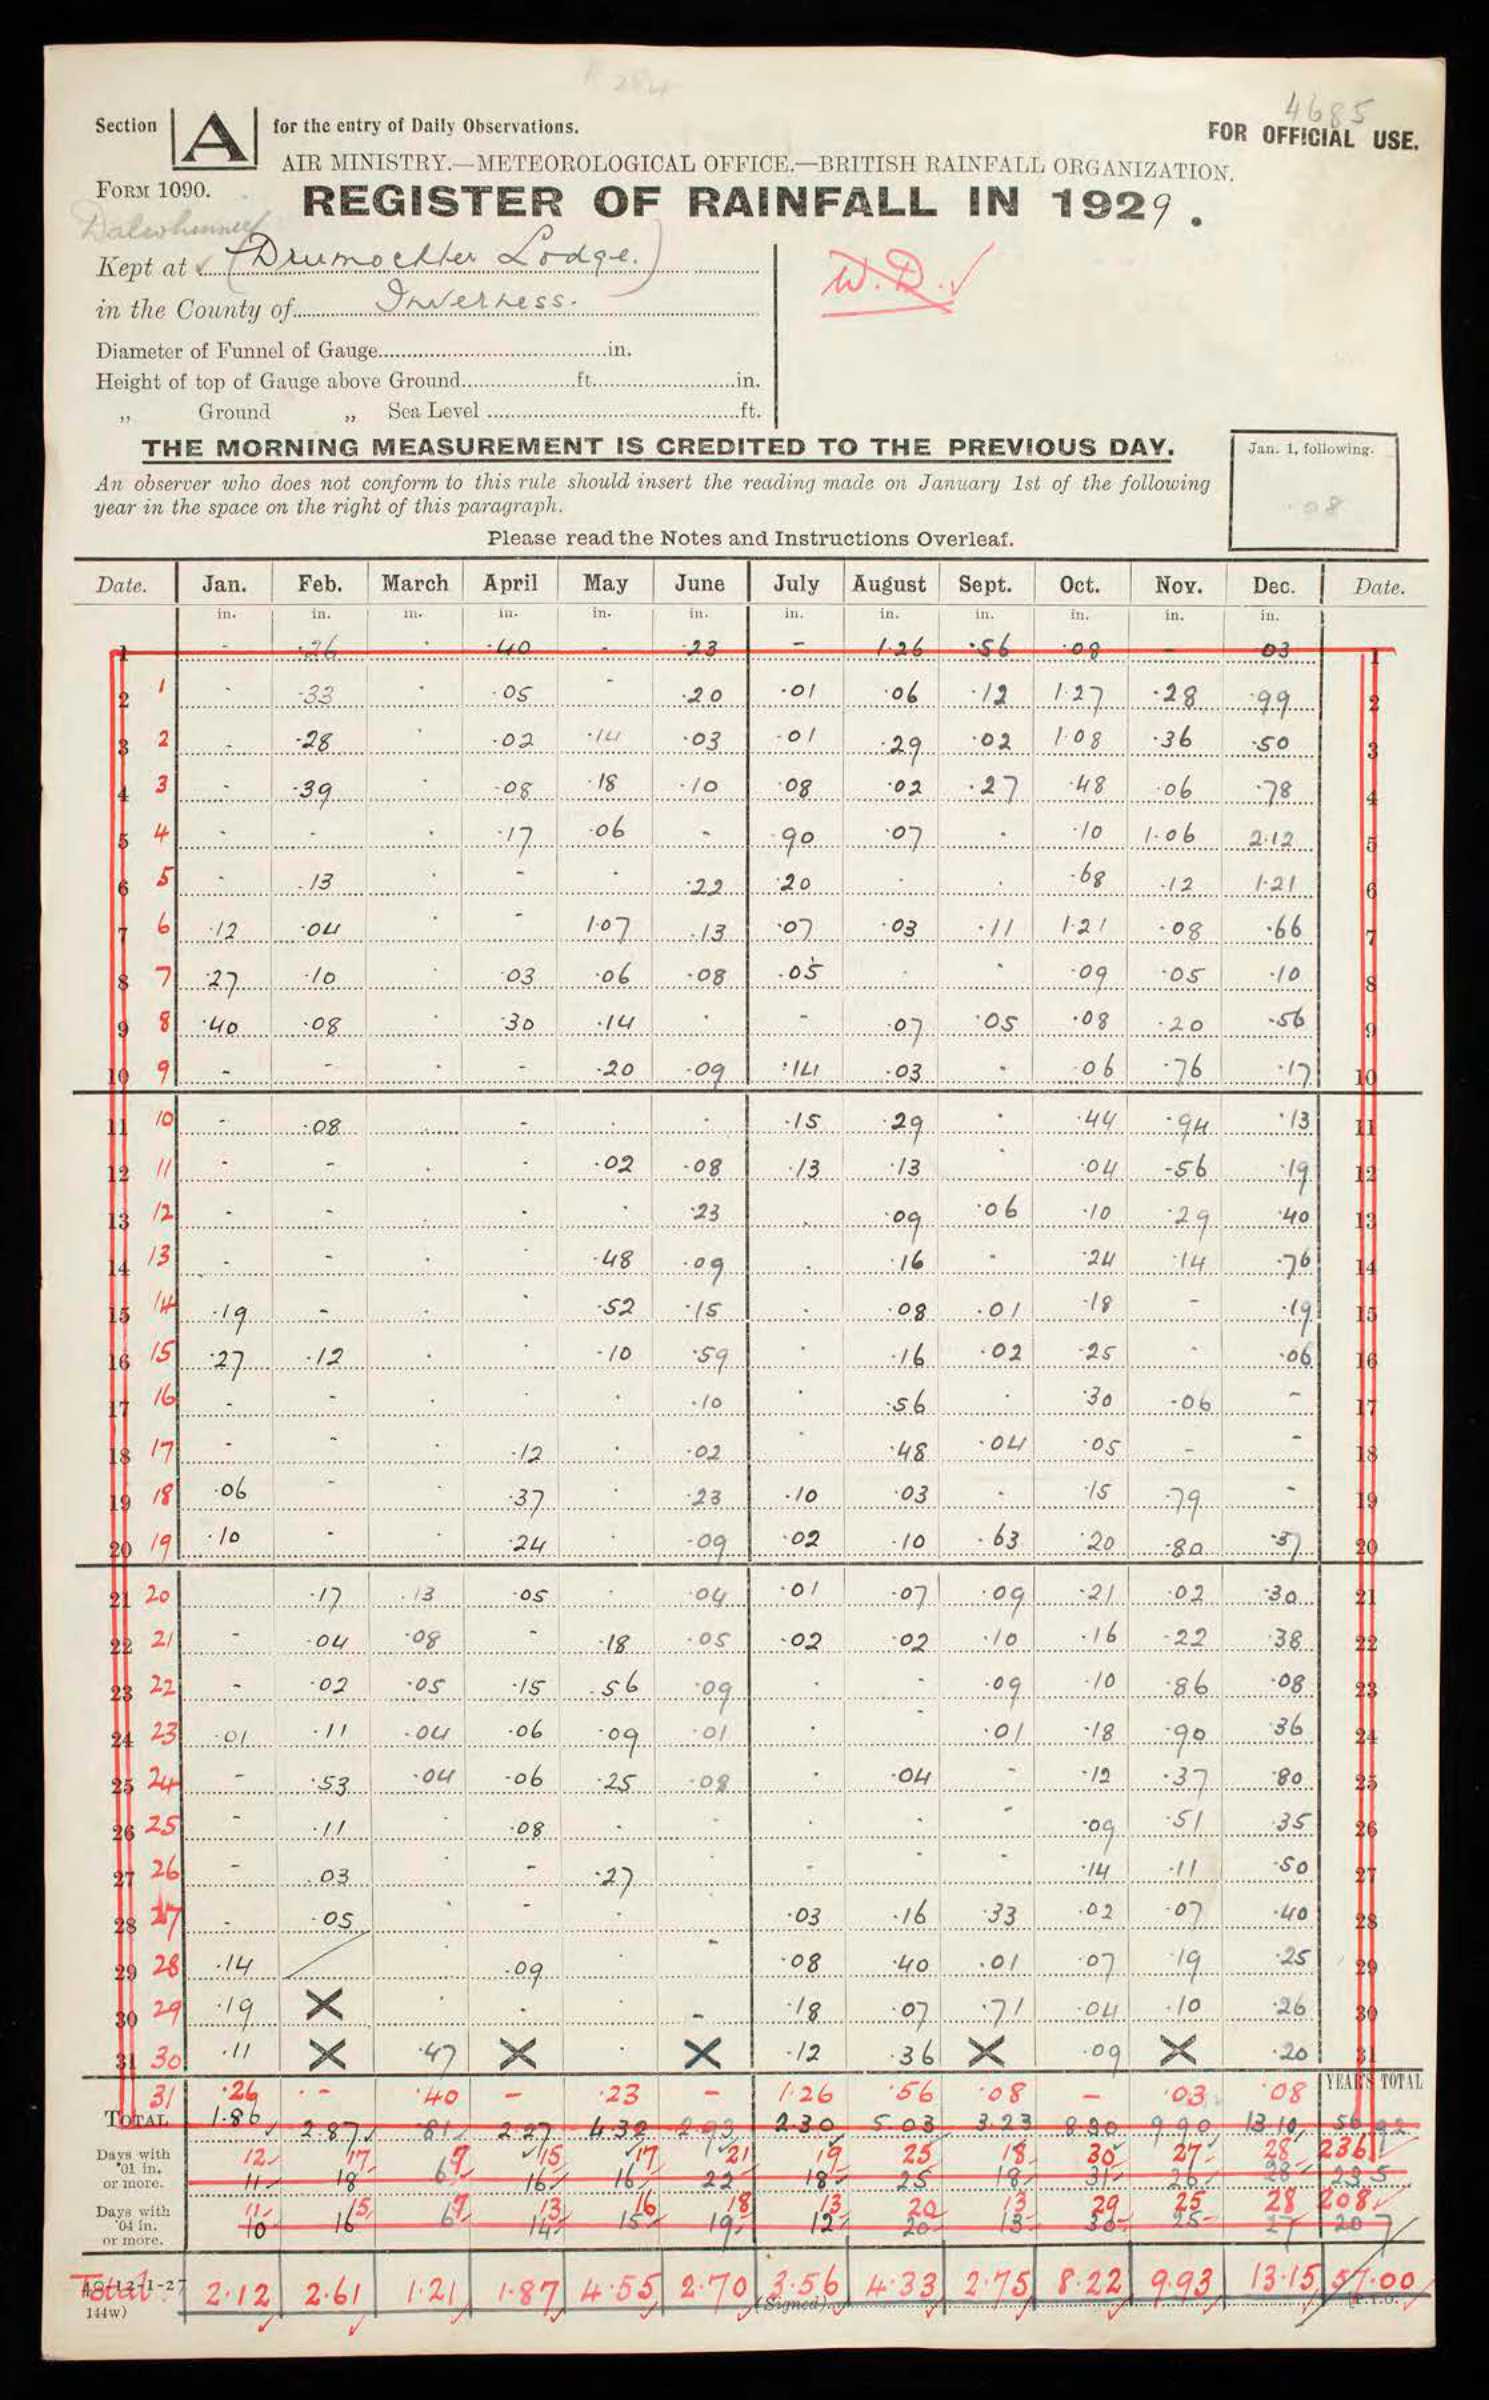 R 284
4685
Section A for the entry of Daily Observations.
FOR OFFICIAL USE.
AIR MINISTRY.—METEOROLOGICAL OFFICE.—BRITISH RAINFALL ORGANIZATION.
FORM 1090.
REGISTER OF RAINFALL IN 1929.
Kept at (Drumochter Lodge.)
W.D.
in the County of Inverness.
Diameter of Funnel of Gauge in.
Height of top of Gauge above Ground ft. in.
„ Ground „ Sea Level ft.
THE MORNING MEASUREMENT IS CREDITED TO THE PREVIOUS DAY.
Jan. 1, following.
·08
An observer who does not conform to this rule should insert the reading made on January 1st of the following
year in the space on the right of this paragraph.
Please read the Notes and Instructions Overleaf.
Date. Jan. Feb. March April May June July August Sept. Oct. Nov. Dec. Date.
in. in. in. in. in. in. in. in. in. in. in. in.
1 - ·26 · ·40 - ·23 - 1·26 ·56 ·08 - 03 1
2 1 · ·33 · ·05 - ·20 ·01 ·06 ·12 1·27 ·28 ·99 2
3 2 - ·28 · ·02 ·14 ·03 ·01 ·29 ·02 1·08 ·36 ·50 3
4 3 - ·39 · ·08 ·18 ·10 ·08 ·02 ·27 ·48 ·06 ·78 4
5 4 - - · ·17 ·06 - ·90 ·07 · ·10 1·06 2·12 5
6 5 - ·13 · - · ·22 ·20 · · ·68 ·12 1·21 6
7 6 ·12 ·04 · - 1·07 ·13 ·07 ·03 ·11 1·21 ·08 ·66 7
8 7 ·27 ·10 · ·03 ·06 ·08 ·05 · · ·09 ·05 ·10 8
9 8 ·40 ·08 · ·30 ·14 · - ·07 ·05 ·08 ·20 ·56 9
10 9 - - · - ·20 ·09 ·14 ·03 · 06 ·76 ·17 10
11 10 - ·08 · - · · ·15 ·29 · ·44 ·94 ·13 11
12 11 - - · · ·02 ·08 ·13 ·13 · ·04 ·56 ·19 12
13 12 - - · · · ·23 · ·09 ·06 ·10 ·29 ·40 13
14 13 - - · · ·48 ·09 · ·16 - ·24 ·14 ·76 14
15 14 ·19 - · · ·52 ·15 · ·08 ·01 ·18 - ·19 15
16 15 ·27 ·12 · · ·10 ·59 · ·16 ·02 ·25 · ·06 16
17 16 - - · · · ·10 · ·56 · ·30 ·06 - 17
18 17 - - · ·12 · ·02 · ·48 ·04 ·05 - - 18
19 18 ·06 - · ·37 · ·23 ·10 ·03 - ·15 ·79 - 19
20 19 ·10 - · ·24 · ·09 ·02 ·10 ·63 ·20 ·80 ·37 20
21 20 ·17 ·13 ·05 · ·04 ·01 ·07 ·09 ·21 ·02 ·30 21
22 21 - ·04 ·08 - ·18 ·05 ·02 ·02 ·10 ·16 ·22 ·38 22
23 22 - ·02 ·05 ·15 ·56 ·09 · - ·09 ·10 ·86 ·08 23
24 23 ·01 ·11 ·04 ·06 ·09 ·01 · - ·01 ·18 ·90 ·36 24
25 24 - ·53 ·04 ·06 ·25 ·08 · ·04 - ·12 ·37 ·80 25
26 25 - ·11 · ·08 · · · · - ·09 ·51 ·35 26
27 26 - 03 · - ·27 · - · - ·14 ·11 ·50 27
28 27 - ·05 · - · · ·03 ·16 ·33 ·02 ·07 ·40 28
29 28 ·14 · ·09 · - ·08 ·40 ·01 ·07 19 ·25 29
30 29 ·19 X · · · - ·18 ·07 ·71 ·04 ·10 ·26 30
31 30 ·11 X ·47 X · X ·12 ·36 X ·09 X ·20 31
31 ·26 - ·40 - ·23 - 1·26 ·56 ·08 - ·03 ·08 YEAR'S TOTAL
TOTAL 1·86 2·87 ·81 2·27 4·32 2·93 2·30 5·03 3·23 8·30 9·90 13·10 56·92
Days with 12 17 15 17 21 19 25 18 30 27 28 236
·01 in.
or more. 11 18 6 16 16 22 18 25 18 31 26 28 235
Days with 11 15 13 16 18 13 20 13 29 25 28 208
·04 in. 10 16 6 14 15 19 12 20 13 30 25 27 207
or more.
Total 2·12 2·61 1·21 1·87 4·55 2·70 3·56 4·33 2·75 8·22 9·93 13·15 57·00
144w)
(Signed)